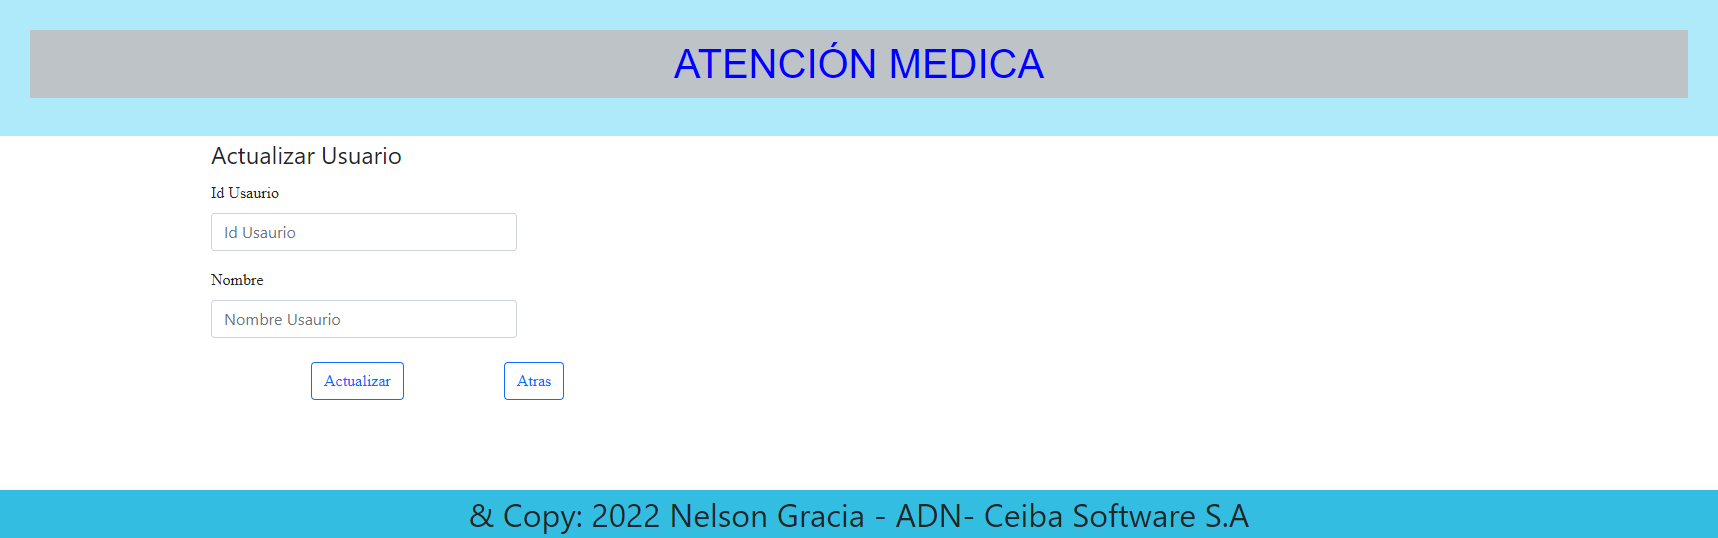 ATENCIÓN MEDICA
Actualizar Usuario
Id Usaurio
Id Usaurio
Nombre
Nombre Usaurio
Actualizar Atras
& Copy: 2022 Nelson Gracia - ADN- Ceiba Software S.A